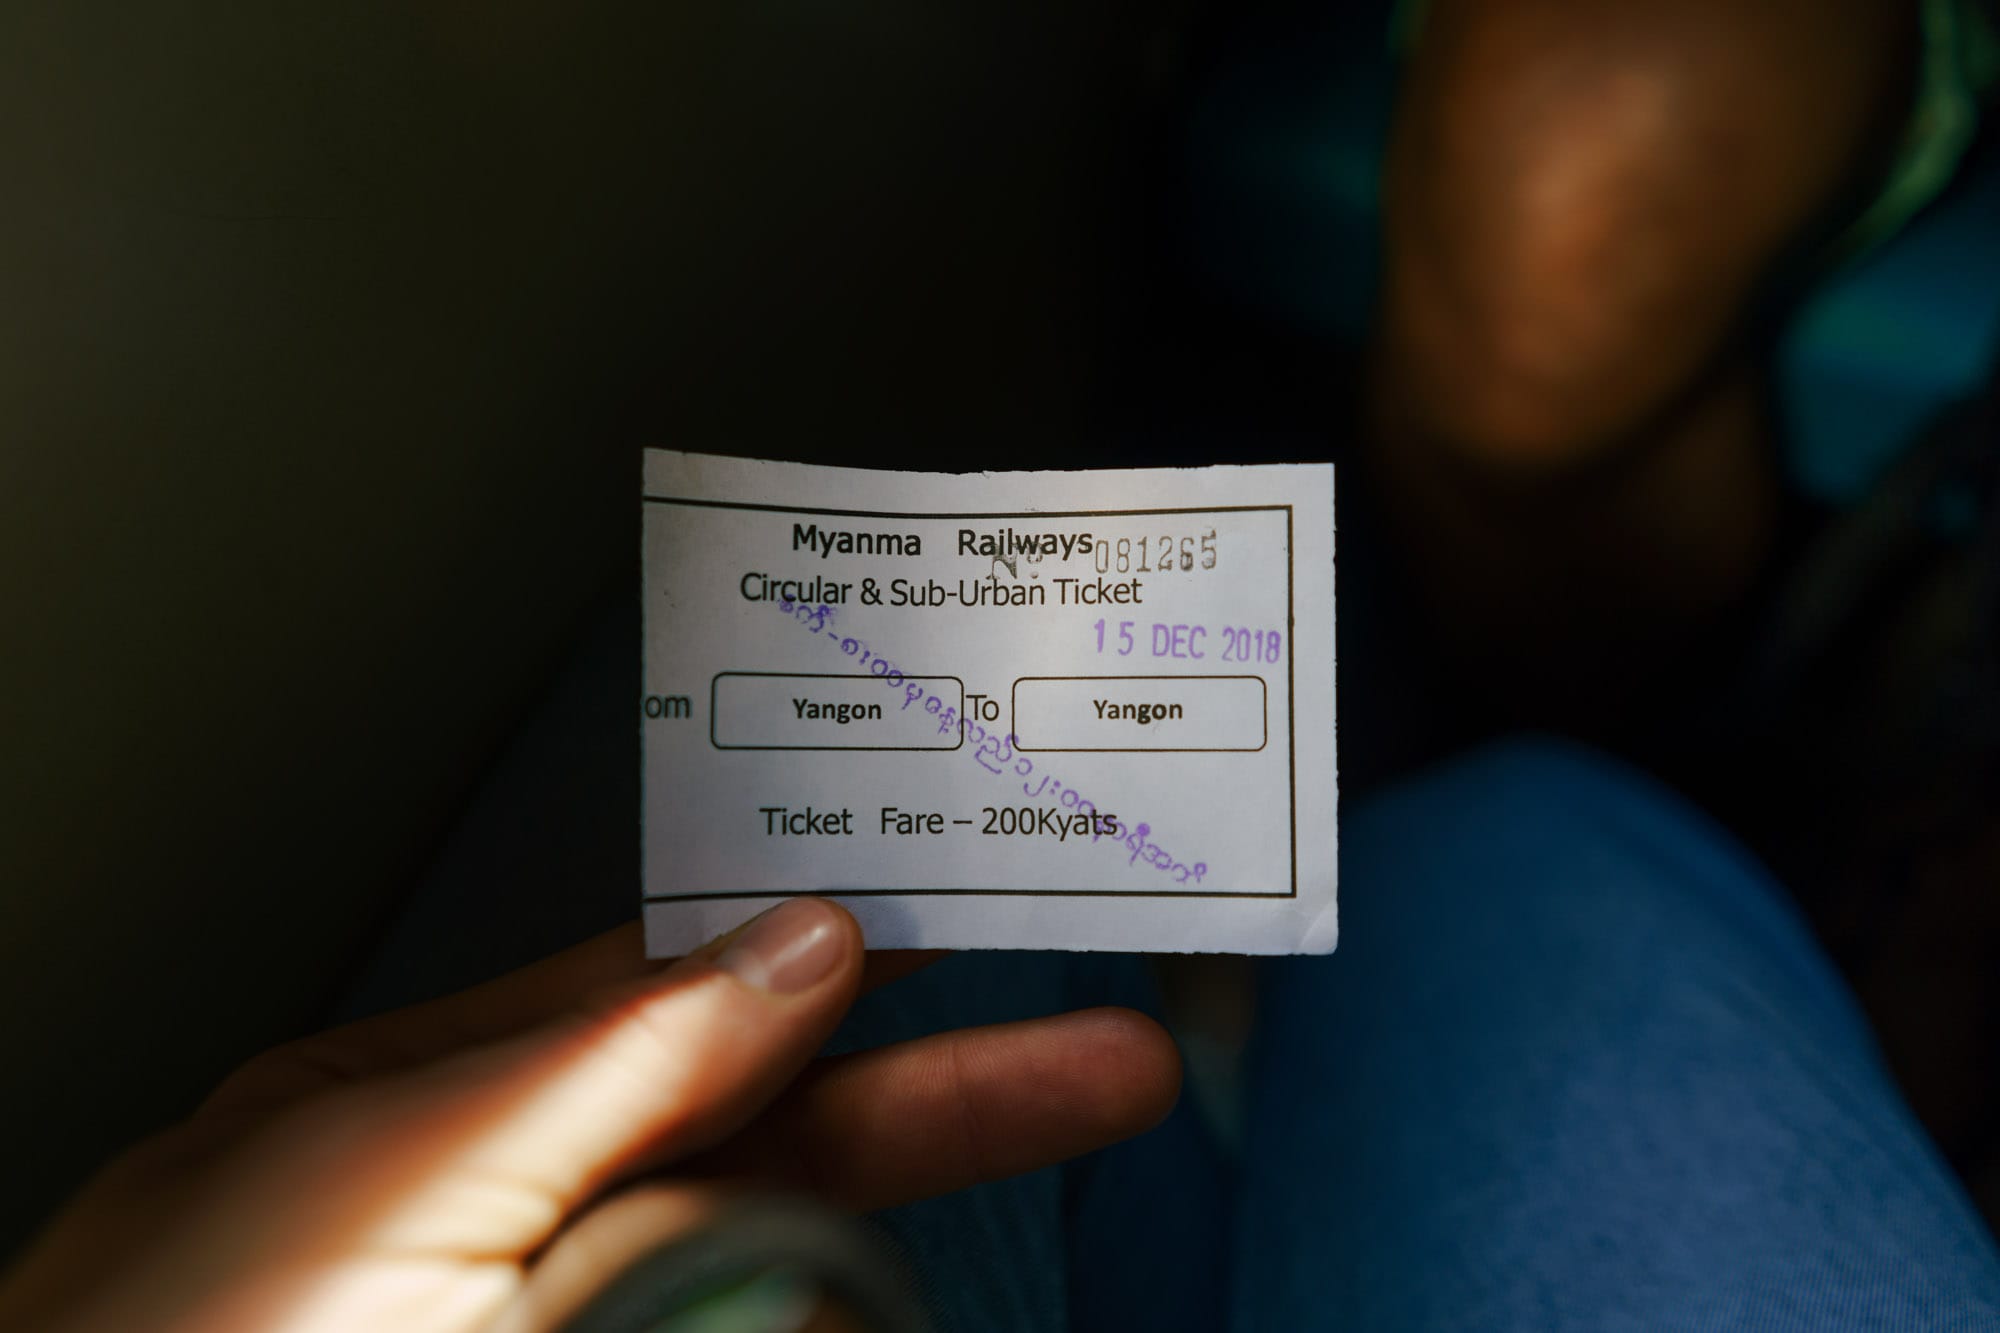 Myanma Railways
Nº 081265
Circular & Sub-Urban Ticket
15 DEC 2018
om Yangon To Yangon
Ticket Fare – 200Kyats